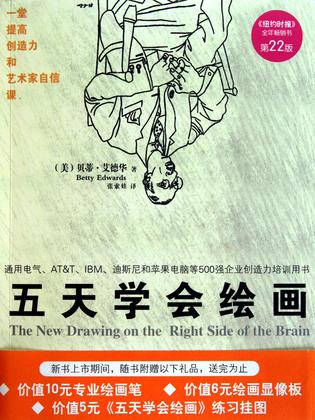 一堂
提高
创造力
和
艺术家自信
课
《纽约时报》
全年畅销书
第22版
（美）贝蒂·艾德华 著
Betty Edwards
张索娃 译
通用电气、AT&T、IBM、迪斯尼和苹果电脑等500强企业创造力培训用书
五天学会绘画
The New Drawing on the Right Side of the Brain
新书上市期间，随书附赠以下礼品，送完为止
价值10元专业绘画笔
价值6元绘画显像板
价值5元《五天学会绘画》练习挂图